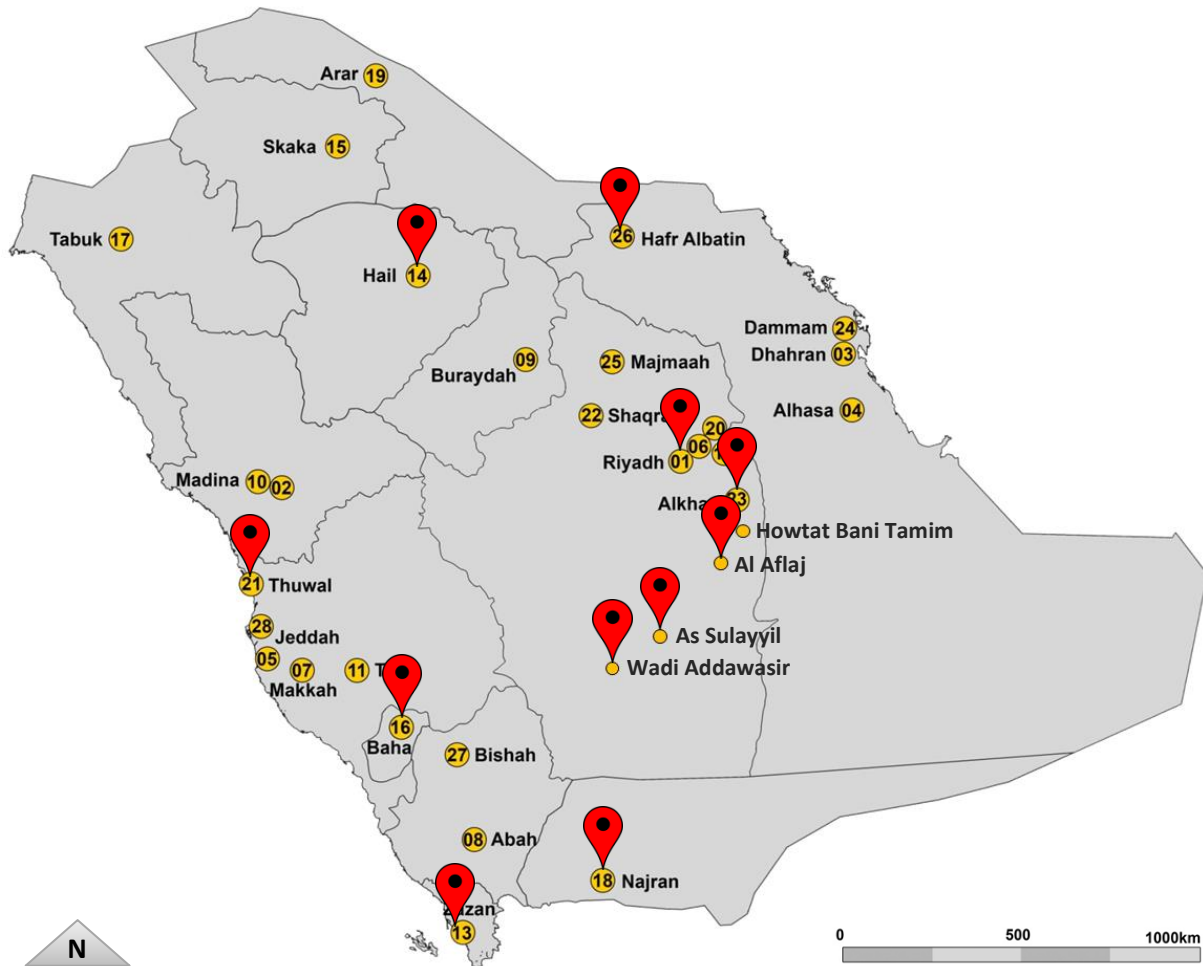 Arar 19
Skaka 15
Tabuk 17
26 Hafr Albatin
Hail 14
Dammam 24
Dhahran 03
09
Buraydah
25 Majmaah
Alhasa 04
22
20
06
Riyadh 01
Madina 10 02
23
Howtat Bani Tamim
Al Aflaj
21 Thuwal
28
Jeddah
As Sulayyil
05
07
11
Makkah
Wadi Addawasir
16
Baha
27 Bishah
08 Abah
18 Najran
13
N
0 500 1000km